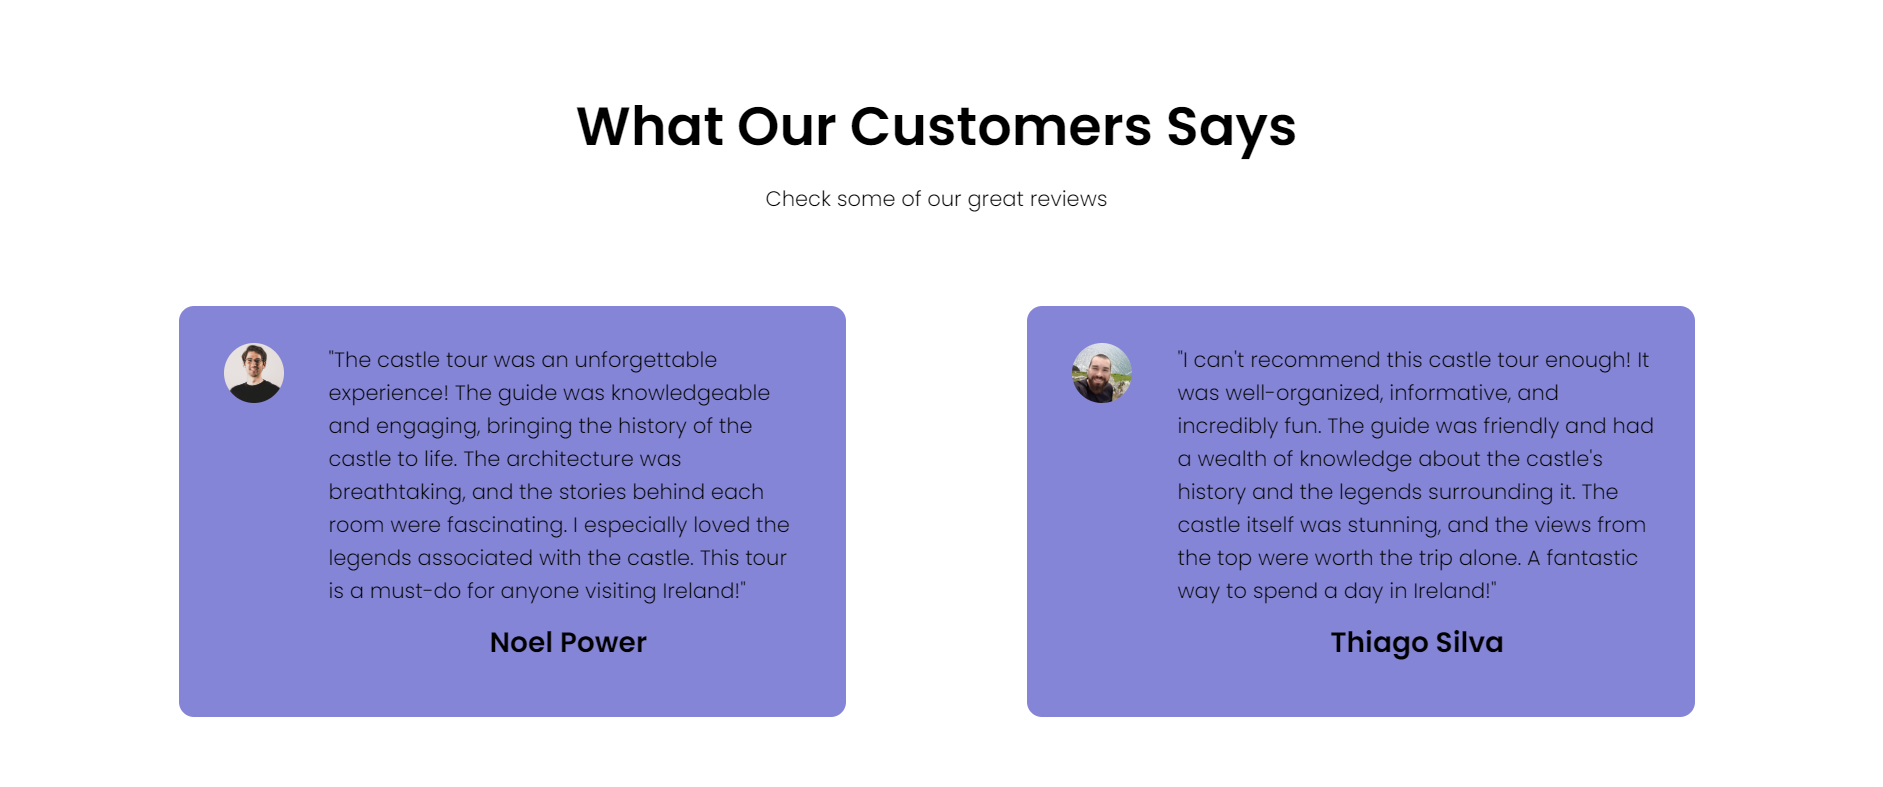 What Our Customers Says
Check some of our great reviews
"The castle tour was an unforgettable
experience! The guide was knowledgeable
and engaging, bringing the history of the
castle to life. The architecture was
breathtaking, and the stories behind each
room were fascinating. I especially loved the
legends associated with the castle. This tour
is a must-do for anyone visiting Ireland!"
Noel Power
"I can't recommend this castle tour enough! It
was well-organized, informative, and
incredibly fun. The guide was friendly and had
a wealth of knowledge about the castle's
history and the legends surrounding it. The
castle itself was stunning, and the views from
the top were worth the trip alone. A fantastic
way to spend a day in Ireland!"
Thiago Silva